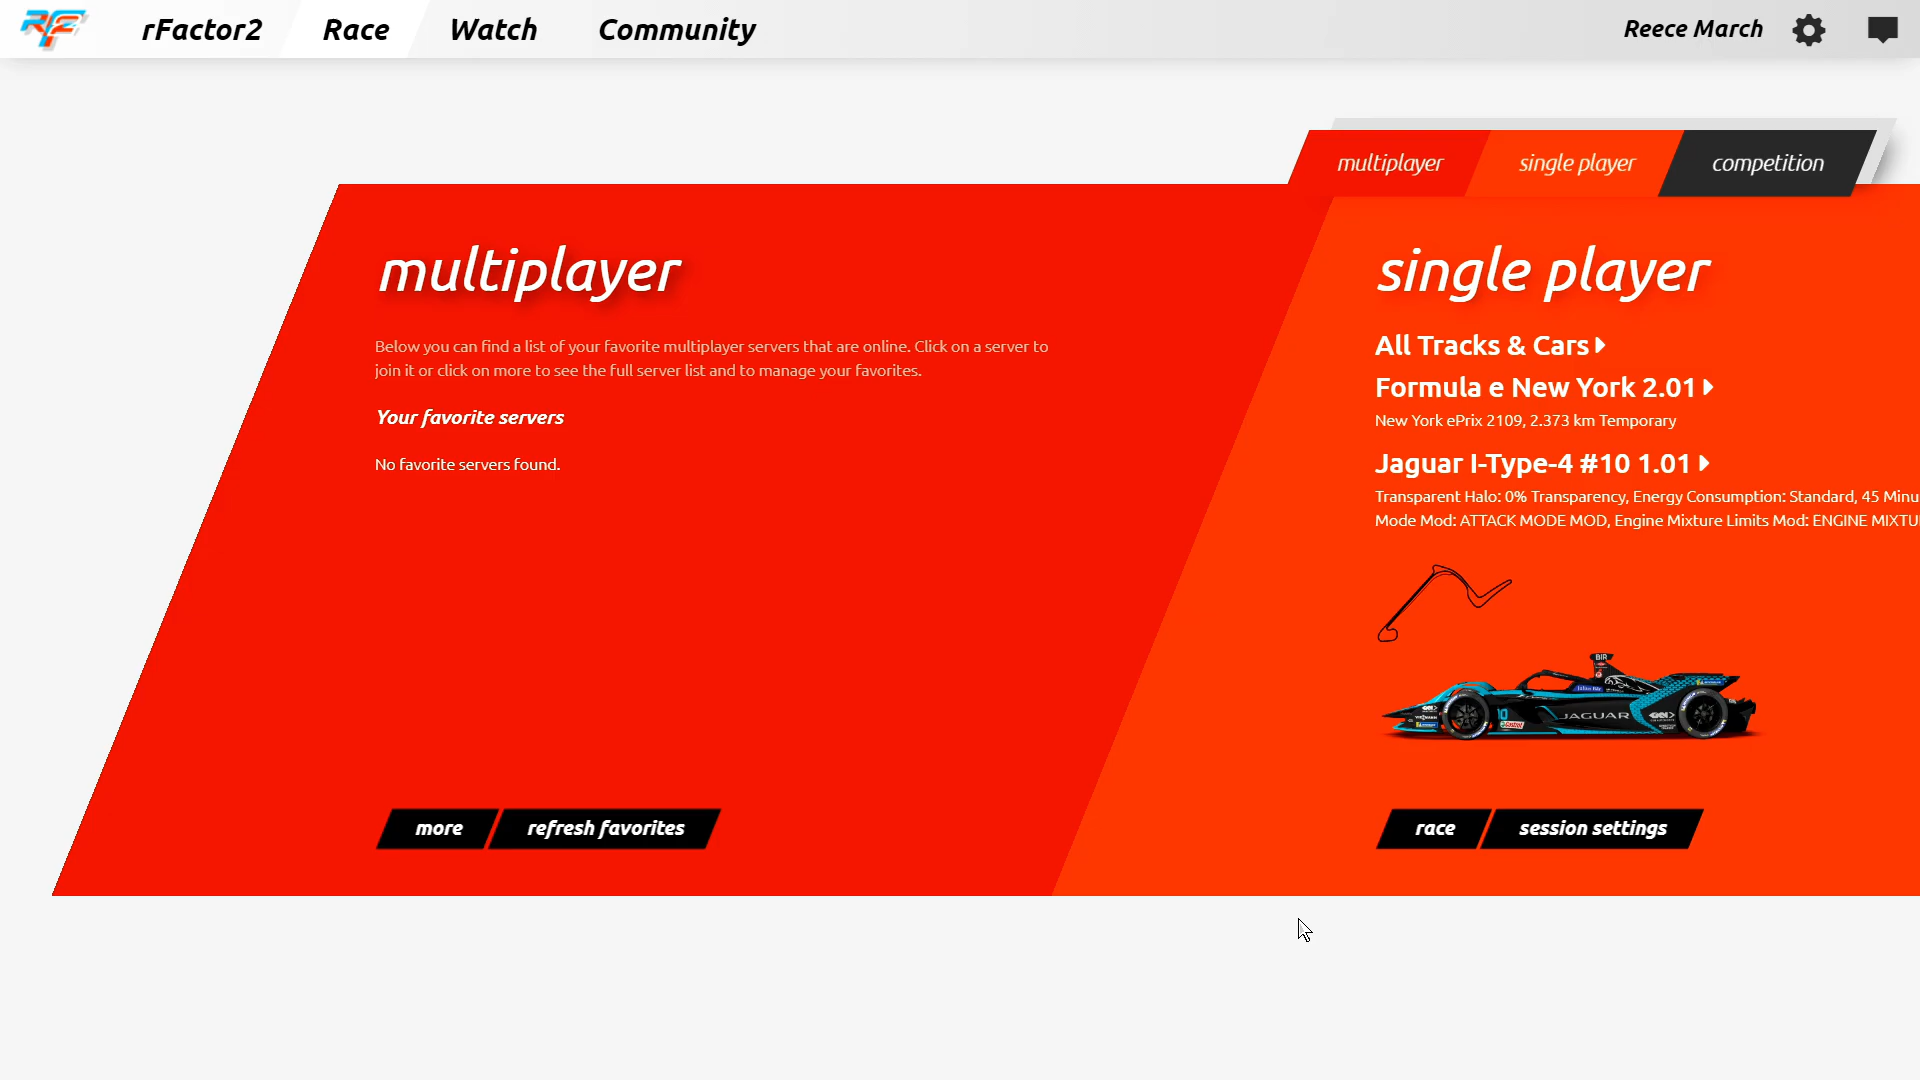 rFactor2
Race
Watch
Community
Reece March
multiplayer
single player
competition
multiplayer
Below you can find a list of your favorite multiplayer servers that are online. Click on a server to
join it or click on more to see the full server list and to manage your favorites.
Your favorite servers
No favorite servers found.
more
refresh favorites
single player
All Tracks & Cars
Formula e New York 2.01
New York ePrix 2109, 2.373 km Temporary
Jaguar I-Type-4 #10 1.01
Transparent Halo: 0% Transparency, Energy Consumption: Standard, 45 Minu
Mode Mod: ATTACK MODE MOD, Engine Mixture Limits Mod: ENGINE MIXTU
BIR
JAGUAR
10
Castrol
race
session settings